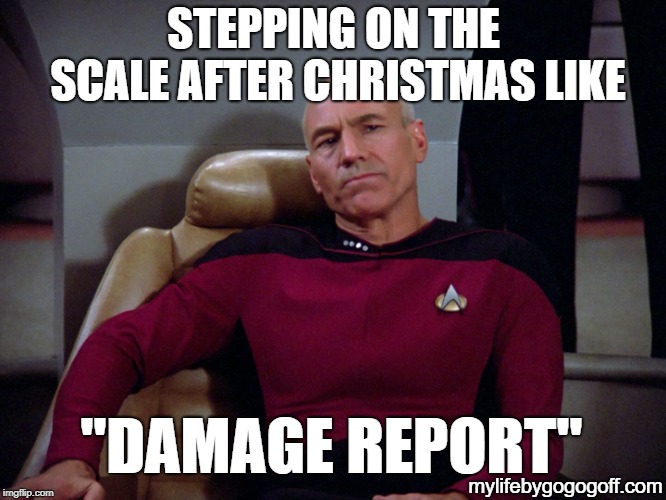 STEPPING ON THE
SCALE AFTER CHRISTMAS LIKE
"DAMAGE REPORT"
mylifebygogogoff.com
imgflip.com